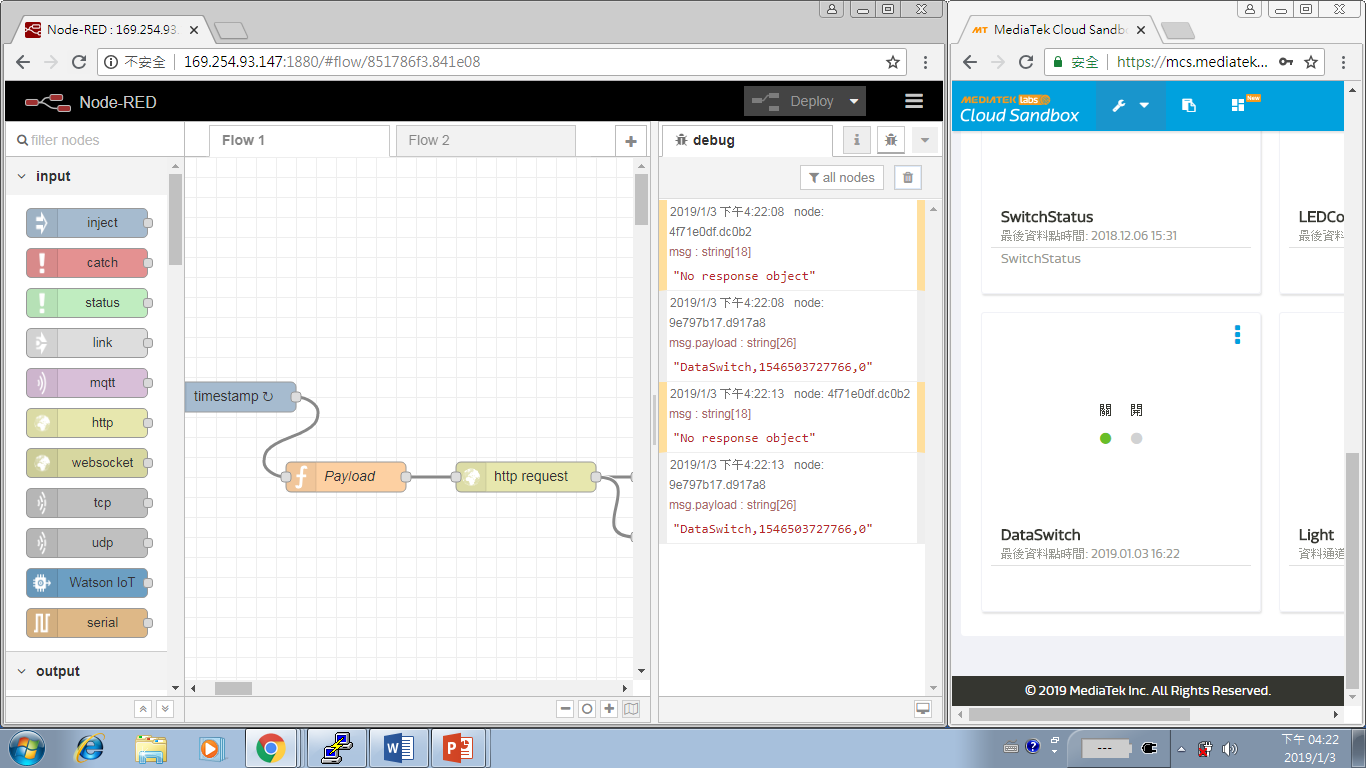 Node-RED : 169.254.93.
不安全
169.254.93.147:1880/#flow/851786f3.841e08
Node-RED
Deploy
filter nodes
input
inject
catch
status
link
mqtt
http
websocket
tcp
udp
Watson IoT
serial
output
Flow 1
Flow 2
timestamp ↻
Payload
http request
debug
all nodes
2019/1/3 下午4:22:08 node:
4f71e0df.dc0b2
msg : string[18]
"No response object"
2019/1/3 下午4:22:08 node:
9e797b17.d917a8
msg.payload : string[26]
"DataSwitch,1546503727766,0"
2019/1/3 下午4:22:13 node: 4f71e0df.dc0b2
msg : string[18]
"No response object"
2019/1/3 下午4:22:13 node:
9e797b17.d917a8
msg.payload : string[26]
"DataSwitch,1546503727766,0"
MediaTek Cloud Sandb
安全
https://mcs.mediatek...
MEDIATEK labs
Cloud Sandbox
New
SwitchStatus
最後資料點時間: 2018.12.06 15:31
SwitchStatus
LEDCo
最後資料
關 開
DataSwitch
最後資料點時間: 2019.01.03 16:22
Light
資料通道
© 2019 MediaTek Inc. All Rights Reserved.
下午 04:22
2019/1/3